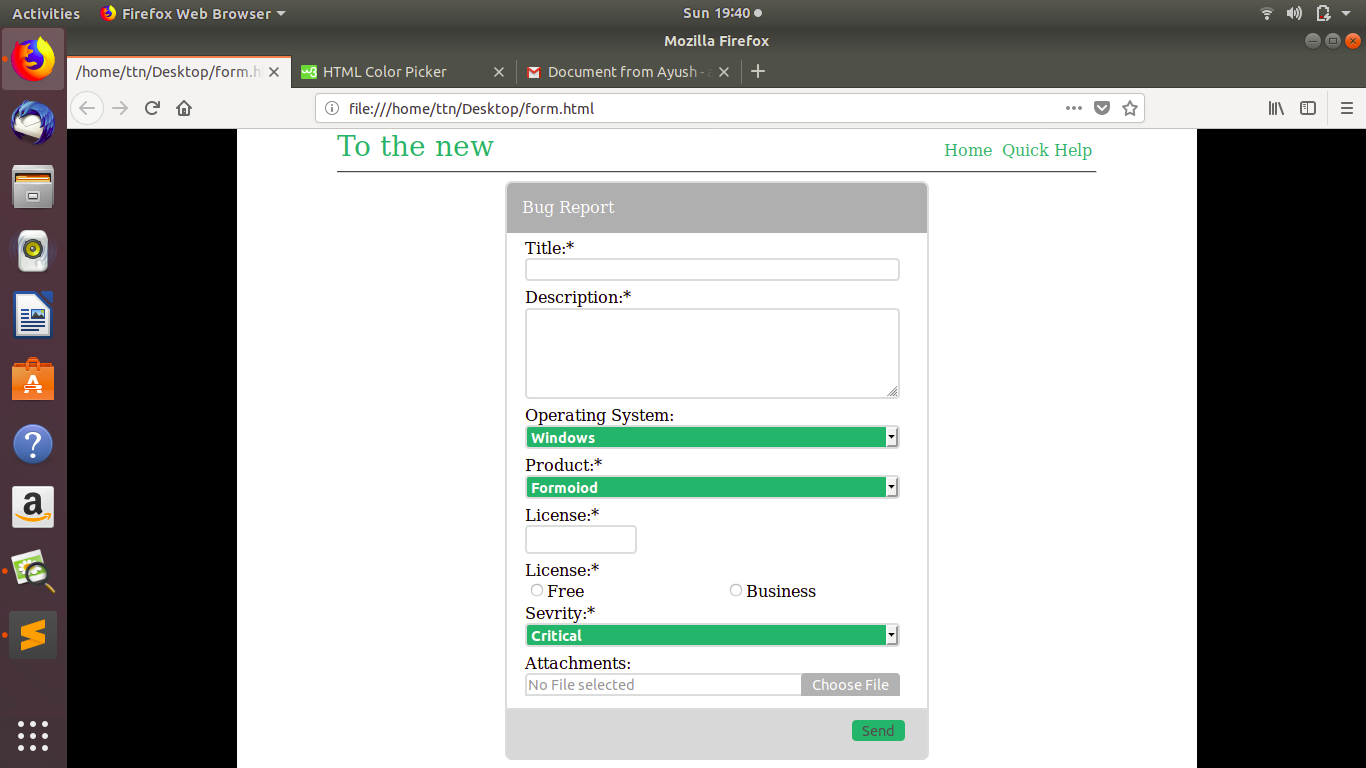 Activities Firefox Web Browser Sun 19:40
Mozilla Firefox
/home/ttn/Desktop/form.h HTML Color Picker Document from Ayush -
file:///home/ttn/Desktop/form.html
To the new Home Quick Help
Bug Report
Title:*
Description:*
Operating System:
Windows
Product:*
Formoiod
License:*
License:*
Free Business
Sevrity:*
Critical
Attachments:
No File selected Choose File
Send